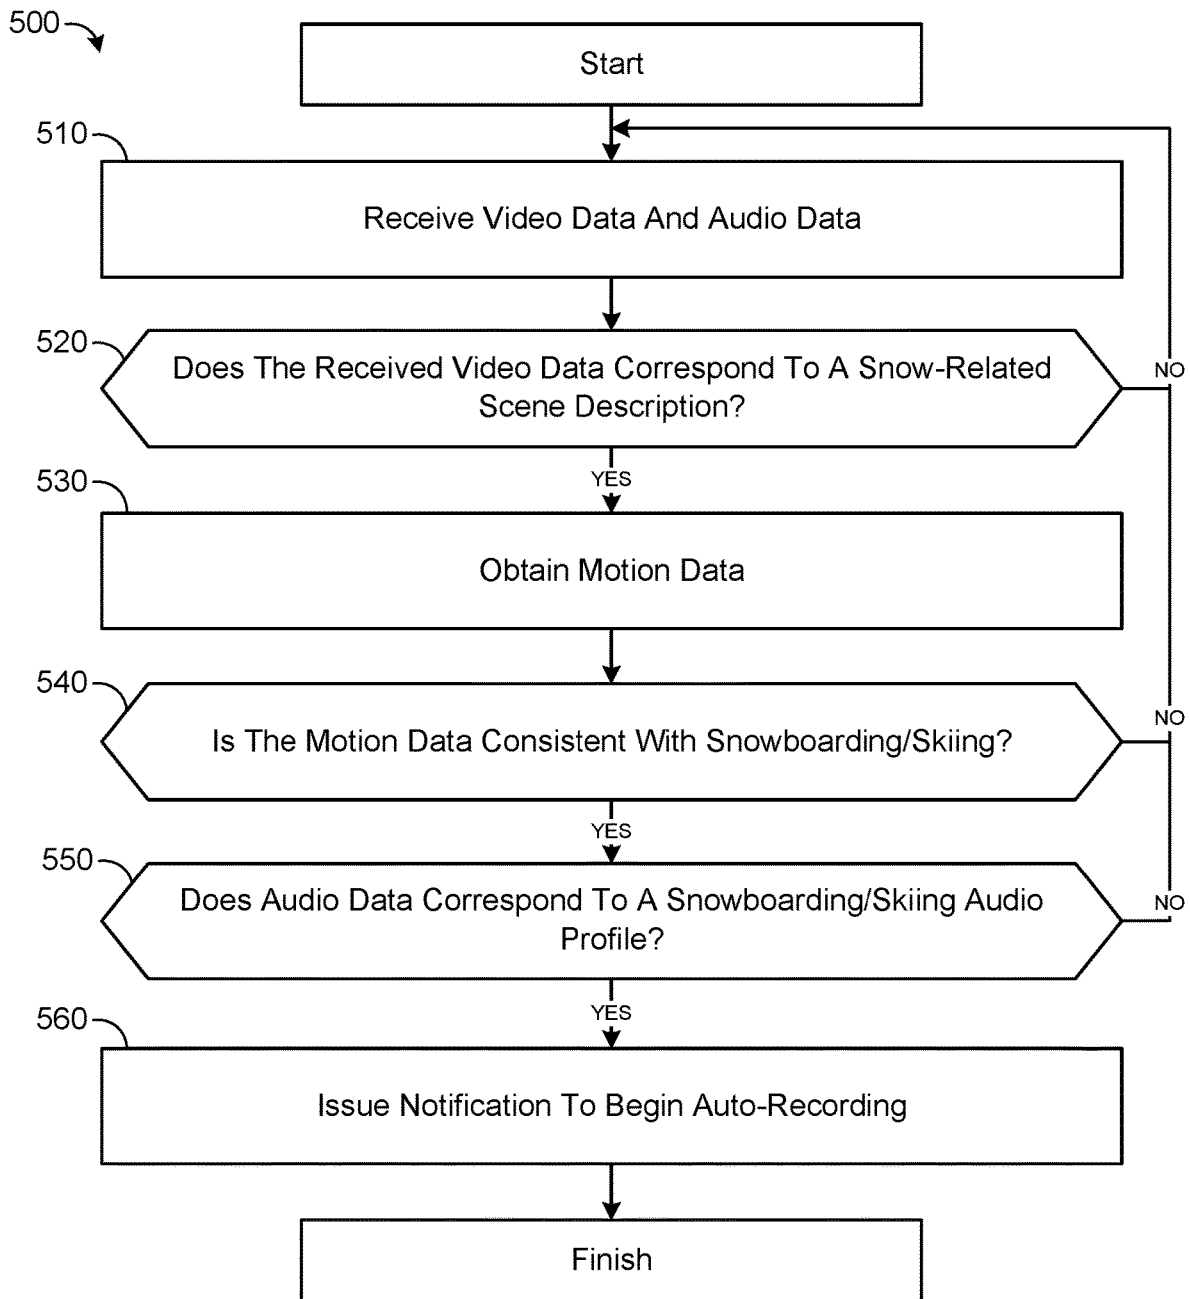 500
Start
510
Receive Video Data And Audio Data
520
Does The Received Video Data Correspond To A Snow-Related
Scene Description?
NO
YES
530
Obtain Motion Data
540
Is The Motion Data Consistent With Snowboarding/Skiing?
NO
YES
550
Does Audio Data Correspond To A Snowboarding/Skiing Audio
Profile?
NO
YES
560
Issue Notification To Begin Auto-Recording
Finish